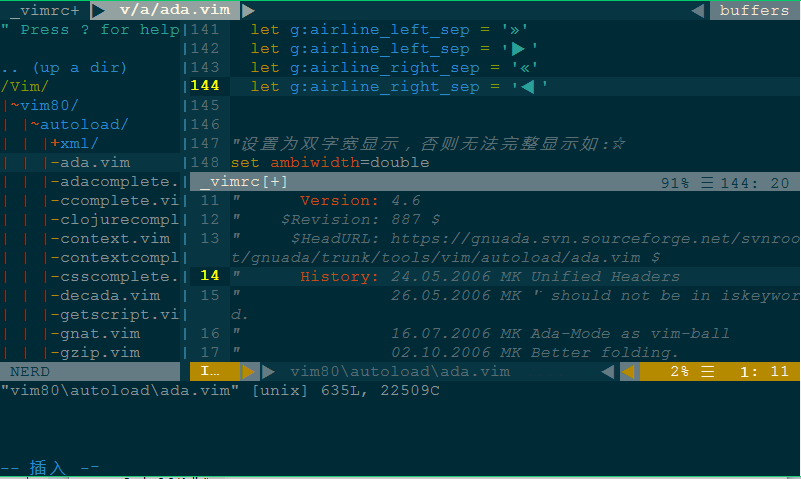 _vimrc+ v/a/ada.vim buffers
" Press ? for help
.. (up a dir)
/Vim/
|~vim80/
| |~autoload/
| | |+xml/
| | |-ada.vim
| | |-adacomplete.
| | |-ccomplete.vi
| | |-clojurecompl
| | |-context.vim
| | |-contextcompl
| | |-csscomplete.
| | |-decada.vim
| | |-getscript.vi
| | |-gnat.vim
| | |-gzip.vim
NERD
141 let g:airline_left_sep = '»'
142 let g:airline_left_sep = '▶'
143 let g:airline_right_sep = '«'
144 let g:airline_right_sep = '◀'
145
146
147 "设置为双字宽显示，否则无法完整显示如:☆
148 set ambiwidth=double
_vimrc[+] 91% ☰ 144: 20
11 " Version: 4.6
12 " $Revision: 887 $
13 " $HeadURL: https://gnuada.svn.sourceforge.net/svnroo
t/gnuada/trunk/tools/vim/autoload/ada.vim $
14 " History: 24.05.2006 MK Unified Headers
15 " 26.05.2006 MK ' should not be in iskeywor
d.
16 " 16.07.2006 MK Ada-Mode as vim-ball
17 " 02.10.2006 MK Better folding.
I… vim80\autoload\ada.vim 2% ☰ 1: 11
"vim80\autoload\ada.vim" [unix] 635L, 22509C
-- 插入 --